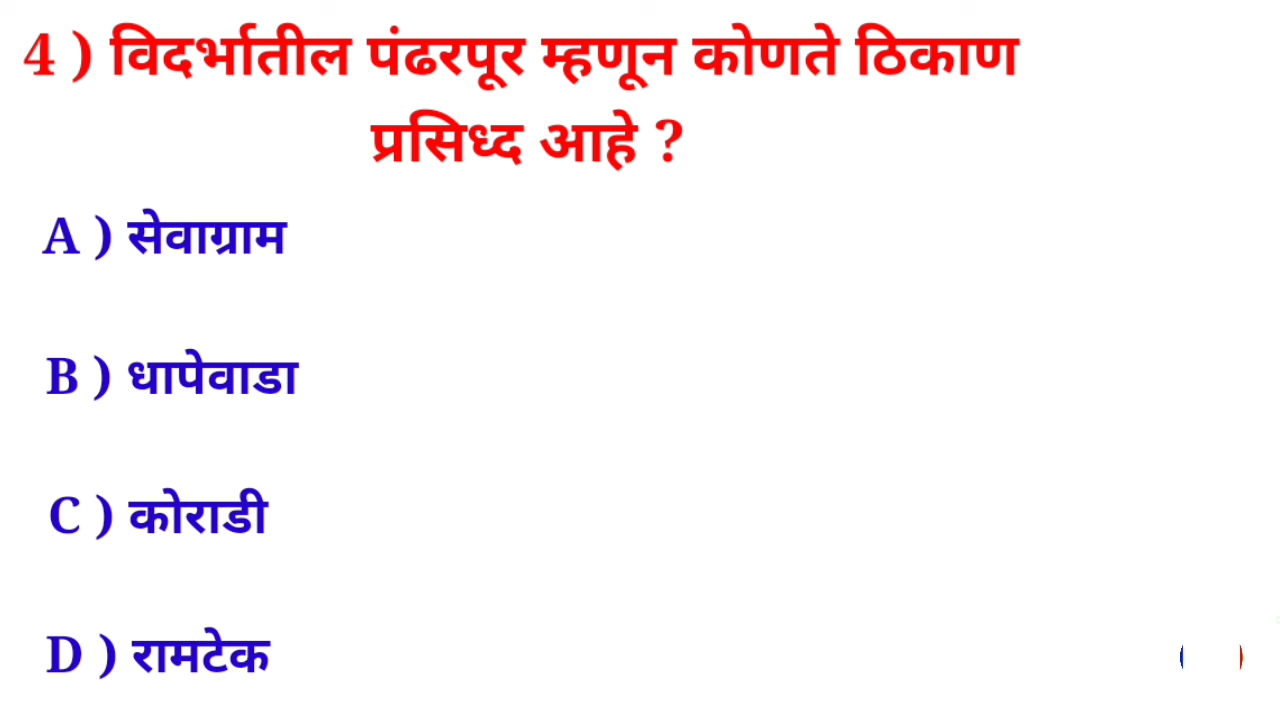 4 ) विदर्भातील पंढरपूर म्हणून कोणते ठिकाण
प्रसिध्द आहे ?
A ) सेवाग्राम
B ) धापेवाडा
C ) कोराडी
D ) रामटेक
( )